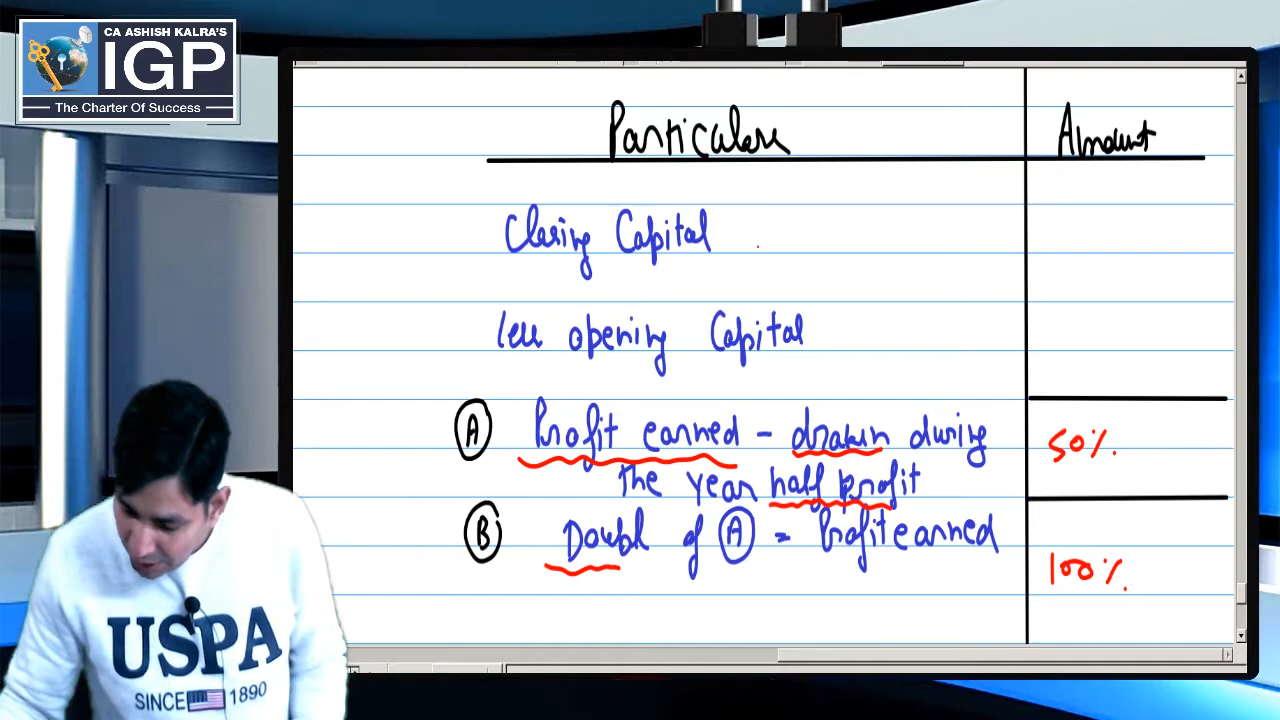 CA ASHISH KALRA'S
IGP
The Charter Of Success
Particulars
Amount
Closing Capital
less opening Capital
A Profit earned - drawn during
the year half profit
50%.
B Double of A = Profit earned
100%.
USPA
SINCE 1890